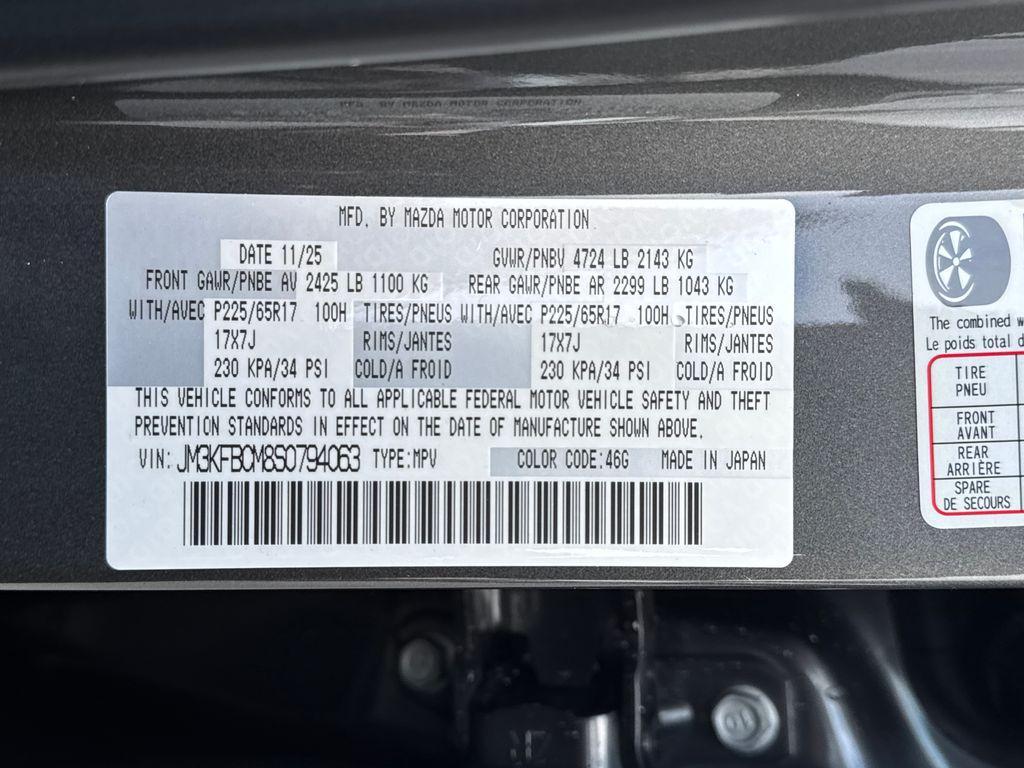 MFD. BY MAZDA MOTOR CORPORATION
MFD. BY MAZDA MOTOR CORPORATION
DATE 11/25 GVWR/PNBV 4724 LB 2143 KG
FRONT GAWR/PNBE AV 2425 LB 1100 KG REAR GAWR/PNBE AR 2299 LB 1043 KG
WITH/AVEC P225/65R17 100H TIRES/PNEUS WITH/AVEC P225/65R17 100H TIRES/PNEUS
17X7J RIMS/JANTES 17X7J RIMS/JANTES
230 KPA/34 PSI COLD/A FROID 230 KPA/34 PSI COLD/A FROID
THIS VEHICLE CONFORMS TO ALL APPLICABLE FEDERAL MOTOR VEHICLE SAFETY AND THEFT
PREVENTION STANDARDS IN EFFECT ON THE DATE OF MANUFACTURE SHOWN ABOVE.
VIN: JM3KFBCM8S0794063 TYPE:MPV COLOR CODE:46G MADE IN JAPAN
The combined
Le poids total
TIRE
PNEU
FRONT
AVANT
REAR
ARRIÈRE
SPARE
DE SECOURS